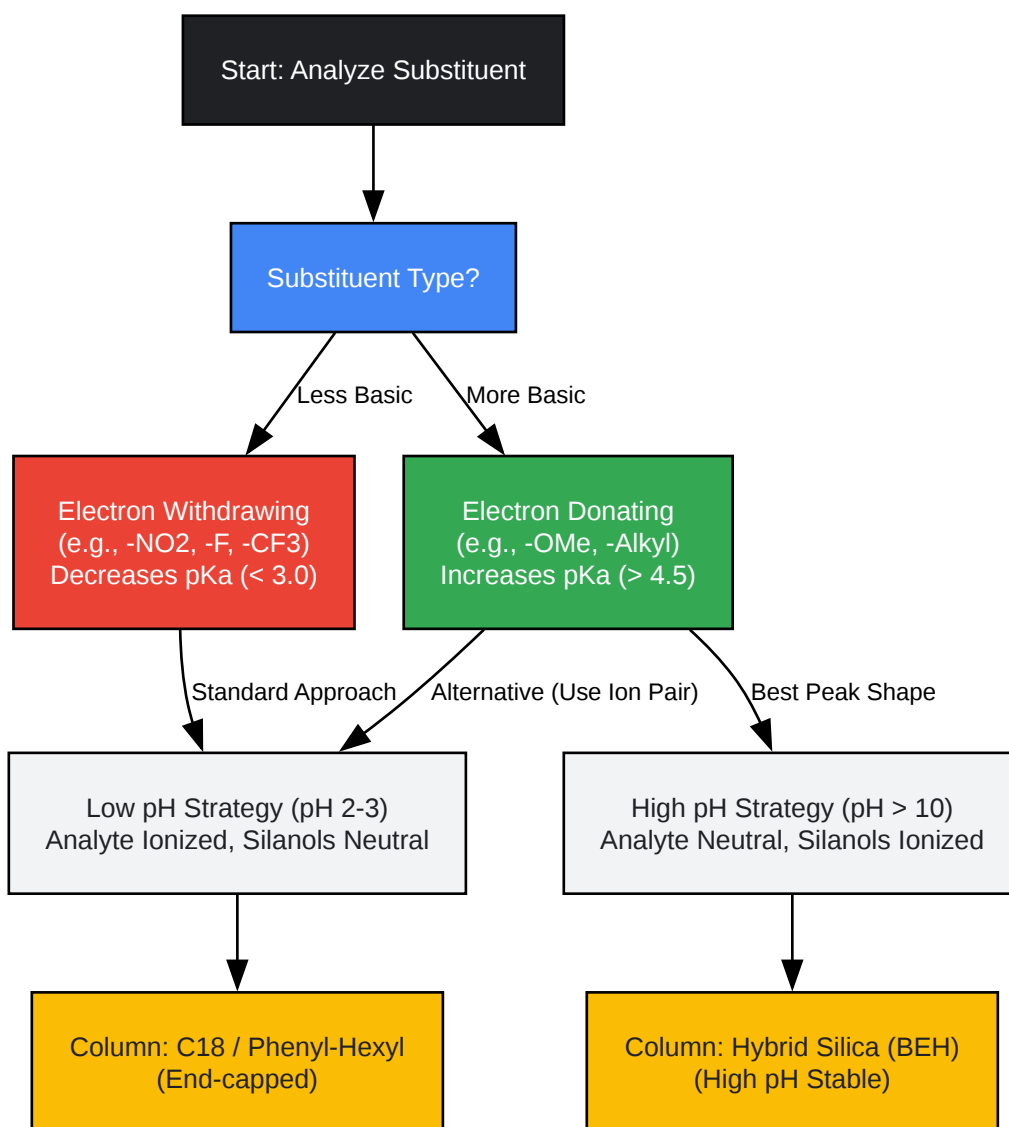 Start: Analyze Substituent
Substituent Type?
Less Basic
More Basic
Electron Withdrawing
(e.g., -NO2, -F, -CF3)
Decreases pKa (< 3.0)
Electron Donating
(e.g., -OMe, -Alkyl)
Increases pKa (> 4.5)
Standard Approach
Alternative (Use Ion Pair)
Best Peak Shape
Low pH Strategy (pH 2-3)
Analyte Ionized, Silanols Neutral
High pH Strategy (pH > 10)
Analyte Neutral, Silanols Ionized
Column: C18 / Phenyl-Hexyl
(End-capped)
Column: Hybrid Silica (BEH)
(High pH Stable)